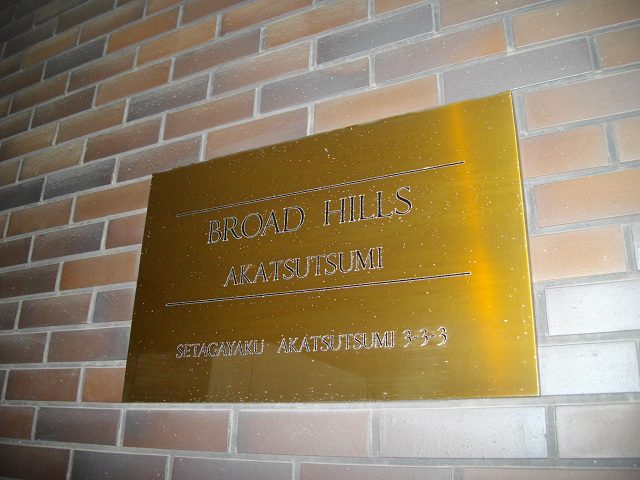 BROAD HILLS
AKATSUTSUMI
SETAGAYAKU AKATSUTSUMI 3-3-3